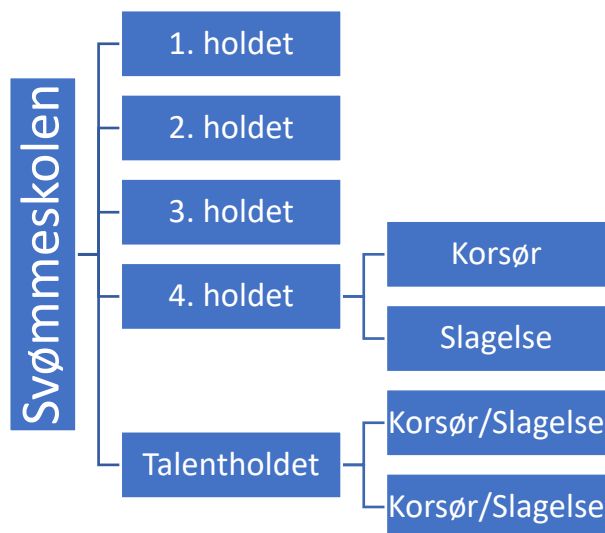 Svømmeskolen
1. holdet
2. holdet
3. holdet
4. holdet
Korsør
Slagelse
Talentholdet
Korsør/Slagelse
Korsør/Slagelse